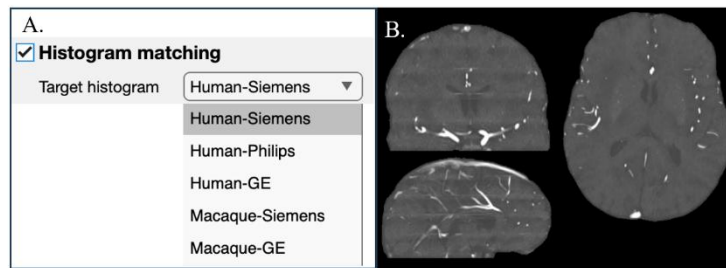 A.
Histogram matching
Target histogram Human-Siemens
Human-Siemens
Human-Philips
Human-GE
Macaque-Siemens
Macaque-GE
B.